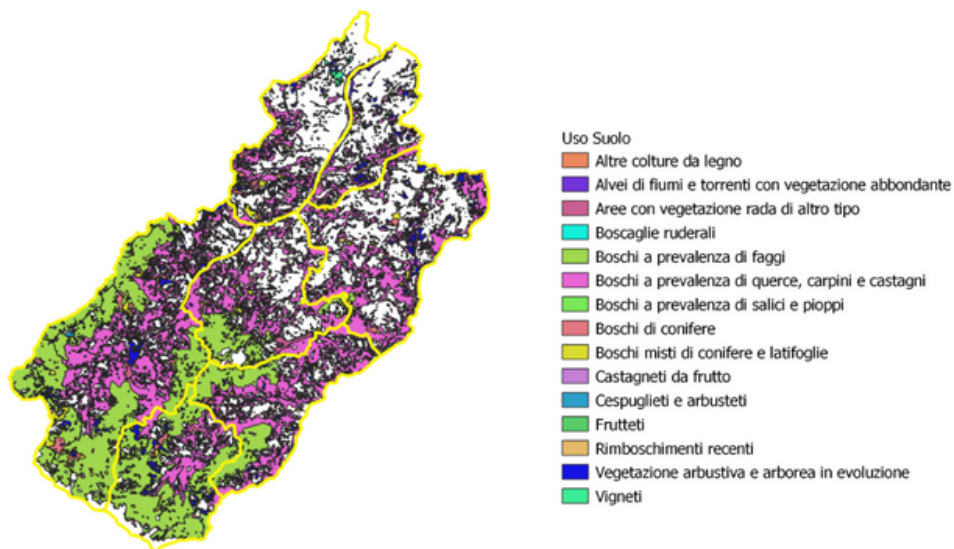 Uso Suolo
Altre colture da legno
Alvei di fiumi e torrenti con vegetazione abbondante
Aree con vegetazione rada di altro tipo
Boscaglie ruderali
Boschi a prevalenza di faggi
Boschi a prevalenza di querce, carpini e castagni
Boschi a prevalenza di salici e pioppi
Boschi di conifere
Boschi misti di conifere e latifoglie
Castagneti da frutto
Cespuglieti e arbusteti
Frutteti
Rimboschimenti recenti
Vegetazione arbustiva e arborea in evoluzione
Vigneti